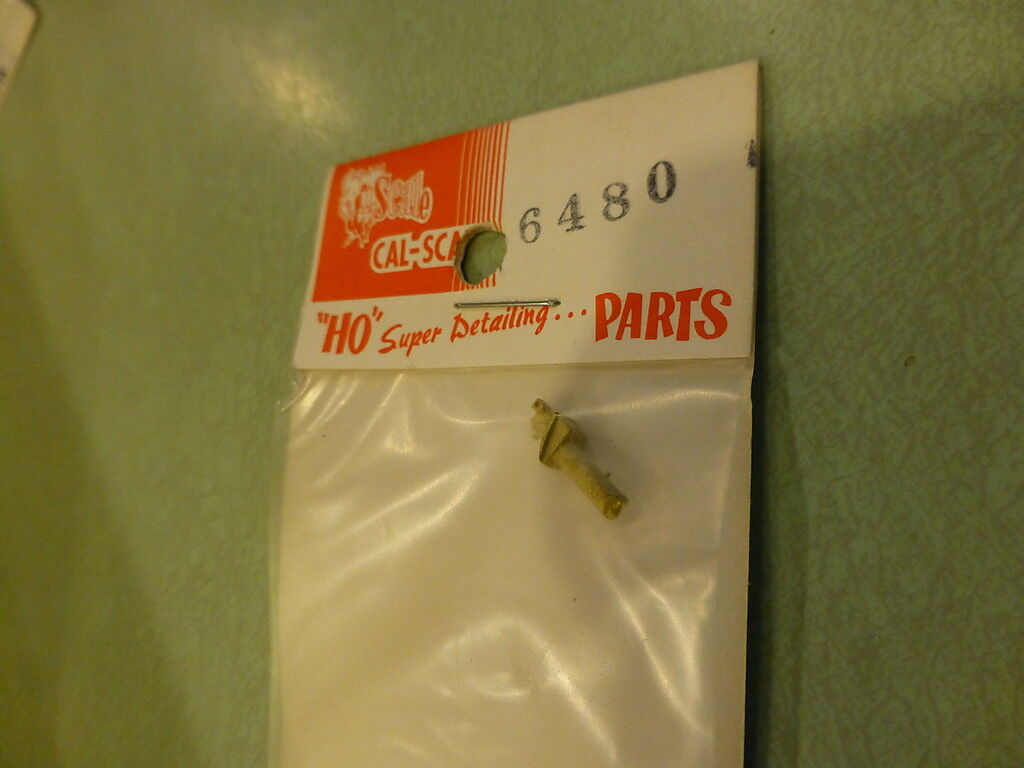 Scale
CAL-SCA
6480
"HO" Super Detailing... PARTS